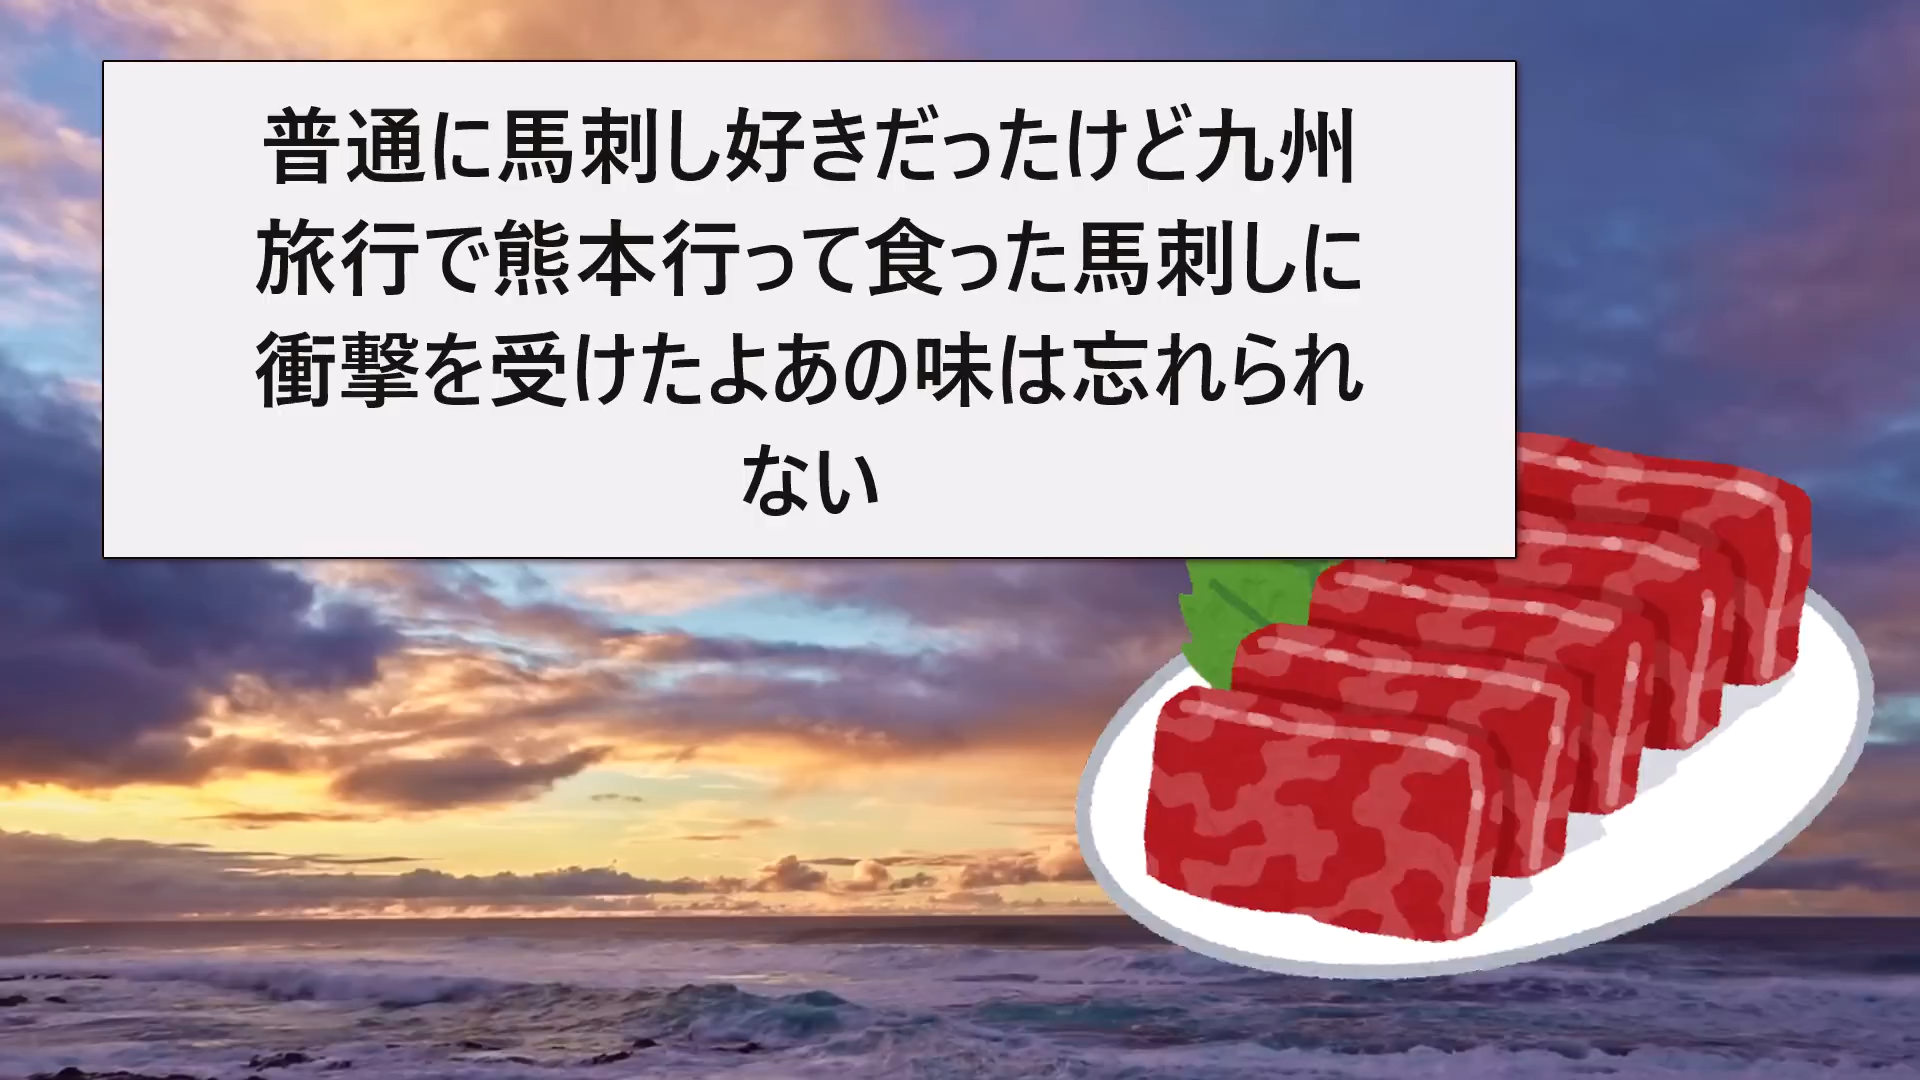 普通に馬刺し好きだったけど九州
旅行で熊本行って食った馬刺しに
衝撃を受けたよあの味は忘れられ
ない